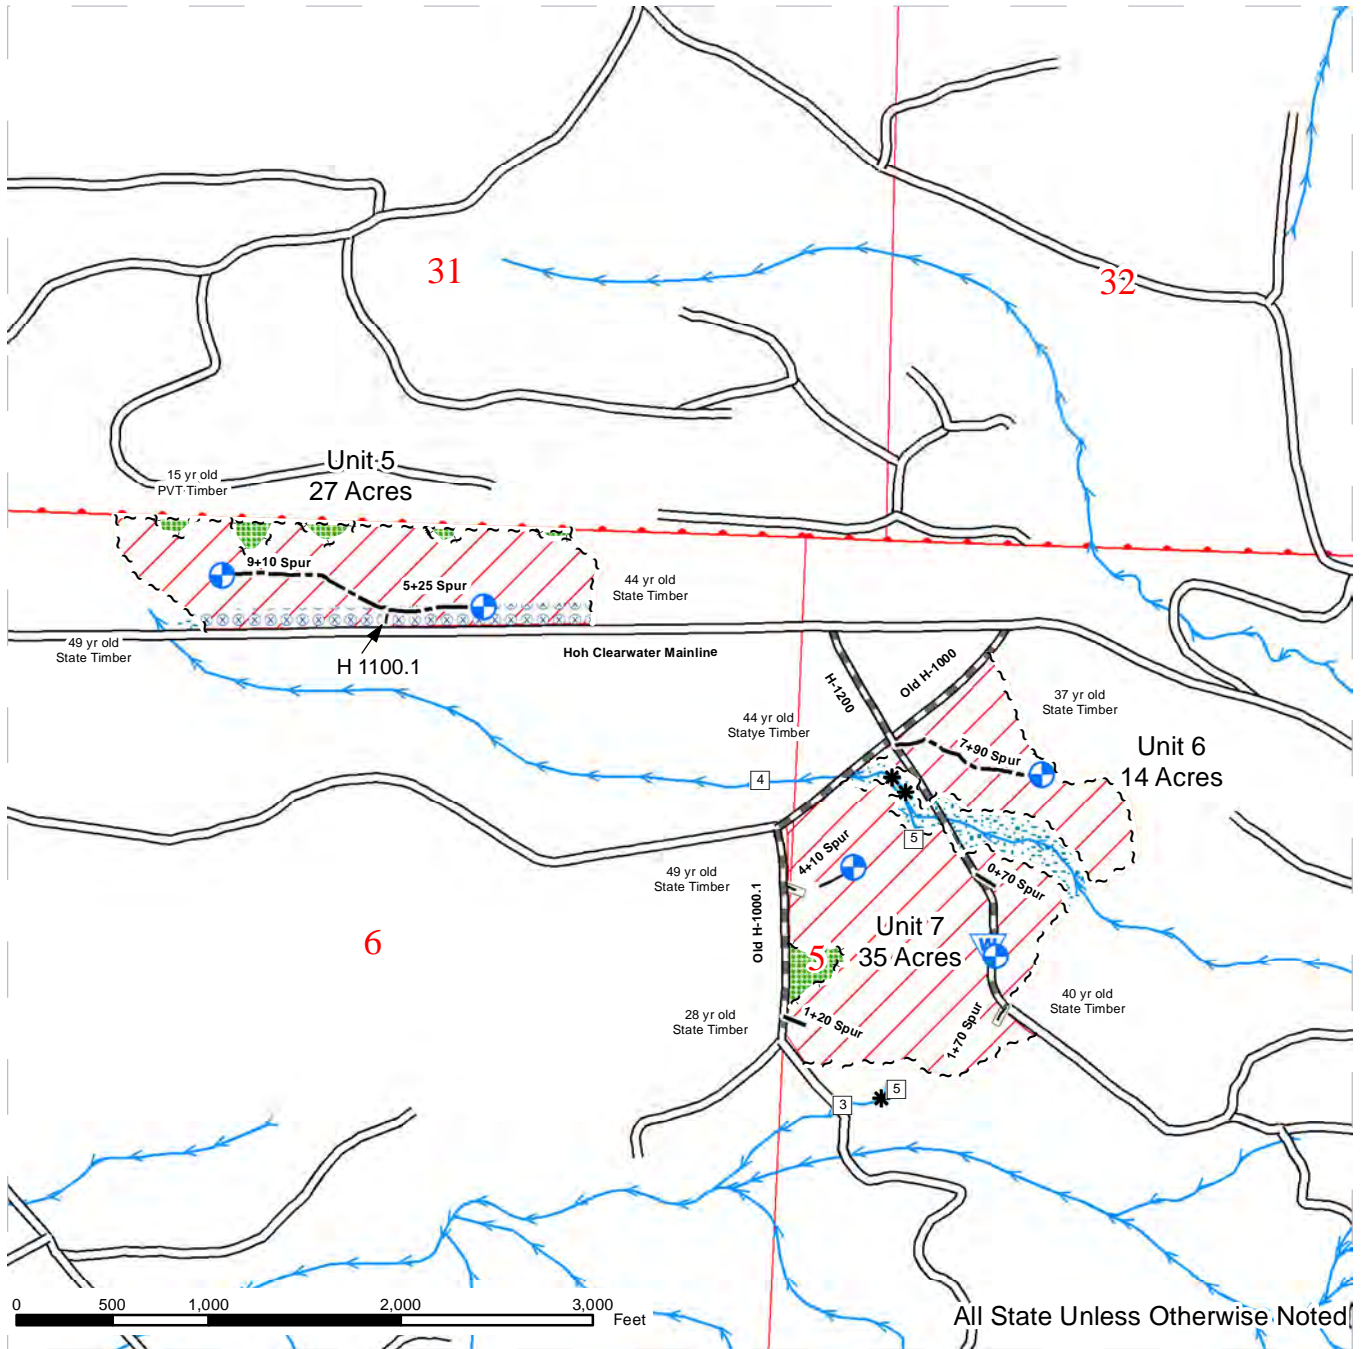 31
32
Unit 5
27 Acres
15 yr old
PVT Timber
9+10 Spur
5+25 Spur
44 yr old
State Timber
49 yr old
State Timber
H 1100.1
Hoh Clearwater Mainline
H-1200
Old H-1000
37 yr old
State Timber
44 yr old
Statye Timber
7+90 Spur
Unit 6
14 Acres
4
5
4+10 Spur
0+70 Spur
49 yr old
State Timber
Old H-1000.1
Unit 7
35 Acres
6
5
W
40 yr old
State Timber
28 yr old
State Timber
1+20 Spur
1+70 Spur
5
3
0 500 1,000 2,000 3,000
Feet
All State Unless Otherwise Noted